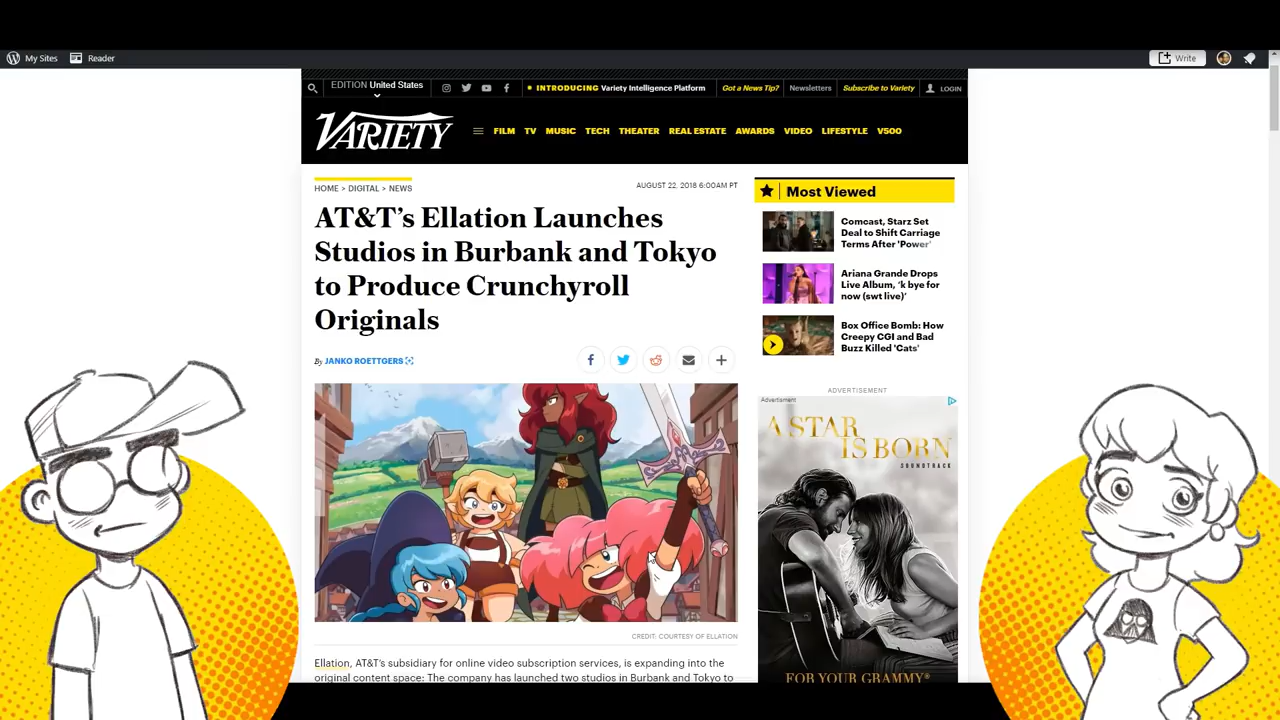 My Sites
Reader
Write
EDITION United States
INTRODUCING Variety Intelligence Platform
Got a News Tip?
Newsletters
Subscribe to Variety
LOGIN
VARIETY
FILM TV MUSIC TECH THEATER REAL ESTATE AWARDS VIDEO LIFESTYLE V500
HOME > DIGITAL > NEWS
AUGUST 22, 2018 6:00AM PT
AT&T's Ellation Launches
Studios in Burbank and Tokyo
to Produce Crunchyroll
Originals
By JANKO ROETTGERS
CREDIT: COURTESY OF ELLATION
Ellation, AT&T's subsidiary for online video subscription services, is expanding into the
original content space: The company has launched two studios in Burbank and Tokyo to
Most Viewed
Comcast, Starz Set
Deal to Shift Carriage
Terms After 'Power'
Ariana Grande Drops
Live Album, 'k bye for
now (swt live)'
Box Office Bomb: How
Creepy CGI and Bad
Buzz Killed 'Cats'
ADVERTISEMENT
Advertisment
A STAR
IS BORN
SOUNDTRACK
FOR YOUR GRAMMY®